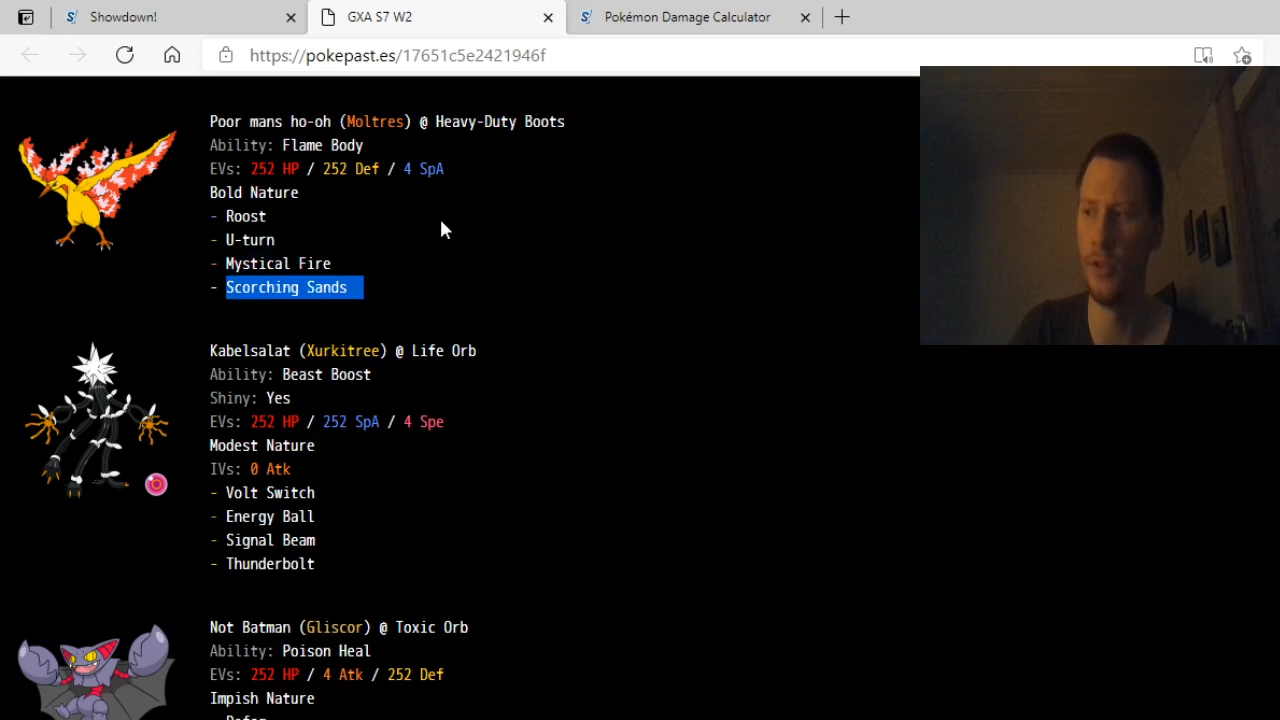 Showdown!
GXA S7 W2
Pokémon Damage Calculator
https://pokepast.es/17651c5e2421946f
Poor mans ho-oh (Moltres) @ Heavy-Duty Boots
Ability: Flame Body
EVs: 252 HP / 252 Def / 4 SpA
Bold Nature
- Roost
- U-turn
- Mystical Fire
- Scorching Sands
Kabelsalat (Xurkitree) @ Life Orb
Ability: Beast Boost
Shiny: Yes
EVs: 252 HP / 252 SpA / 4 Spe
Modest Nature
IVs: 0 Atk
- Volt Switch
- Energy Ball
- Signal Beam
- Thunderbolt
Not Batman (Gliscor) @ Toxic Orb
Ability: Poison Heal
EVs: 252 HP / 4 Atk / 252 Def
Impish Nature